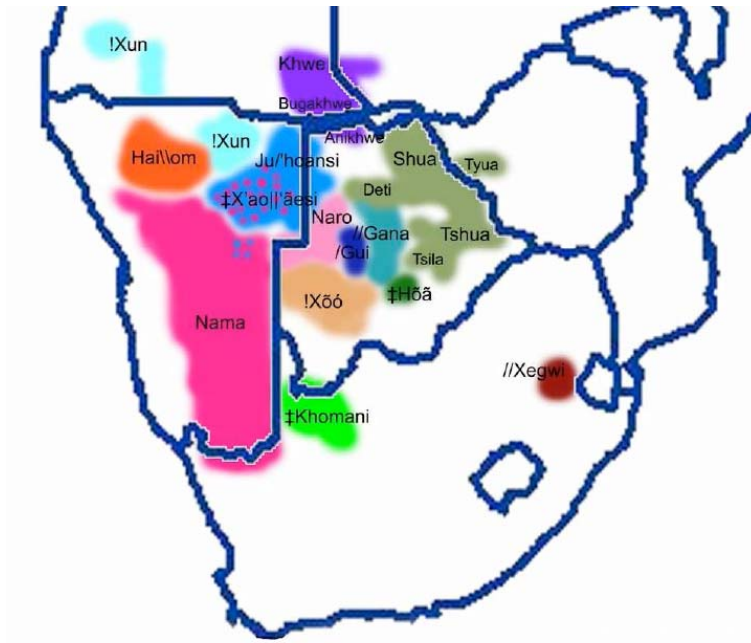 !Xun
Khwe
Bugakhwe
!Xun
Anikhwe
Hai\\om
Ju/'hoansi
Shua
Tyua
‡X'ao||'ãesi
Deti
Naro
//Gana
Tshua
/Gui
Tsila
!Xõó
‡Hõã
Nama
//Xegwi
‡Khomani